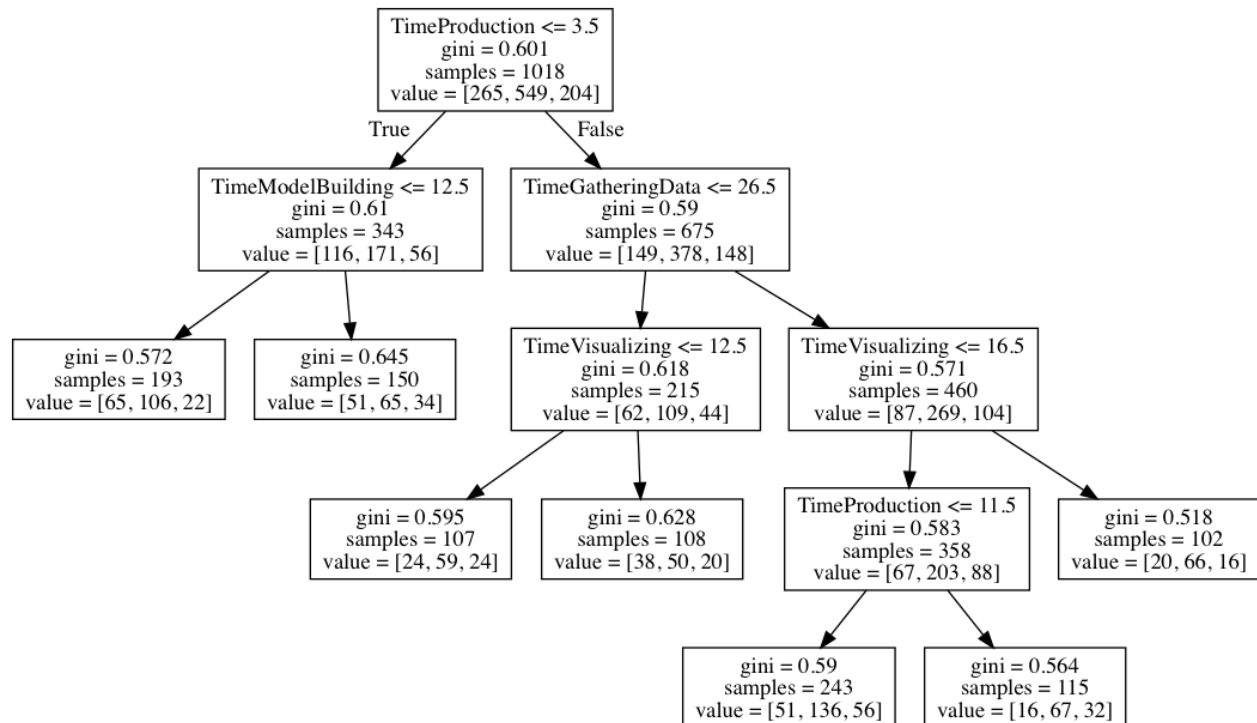 TimeProduction <= 3.5
gini = 0.601
samples = 1018
value = [265, 549, 204]
True
False
TimeModelBuilding <= 12.5
gini = 0.61
samples = 343
value = [116, 171, 56]
TimeGatheringData <= 26.5
gini = 0.59
samples = 675
value = [149, 378, 148]
gini = 0.572
samples = 193
value = [65, 106, 22]
gini = 0.645
samples = 150
value = [51, 65, 34]
TimeVisualizing <= 12.5
gini = 0.618
samples = 215
value = [62, 109, 44]
TimeVisualizing <= 16.5
gini = 0.571
samples = 460
value = [87, 269, 104]
gini = 0.595
samples = 107
value = [24, 59, 24]
gini = 0.628
samples = 108
value = [38, 50, 20]
TimeProduction <= 11.5
gini = 0.583
samples = 358
value = [67, 203, 88]
gini = 0.518
samples = 102
value = [20, 66, 16]
gini = 0.59
samples = 243
value = [51, 136, 56]
gini = 0.564
samples = 115
value = [16, 67, 32]